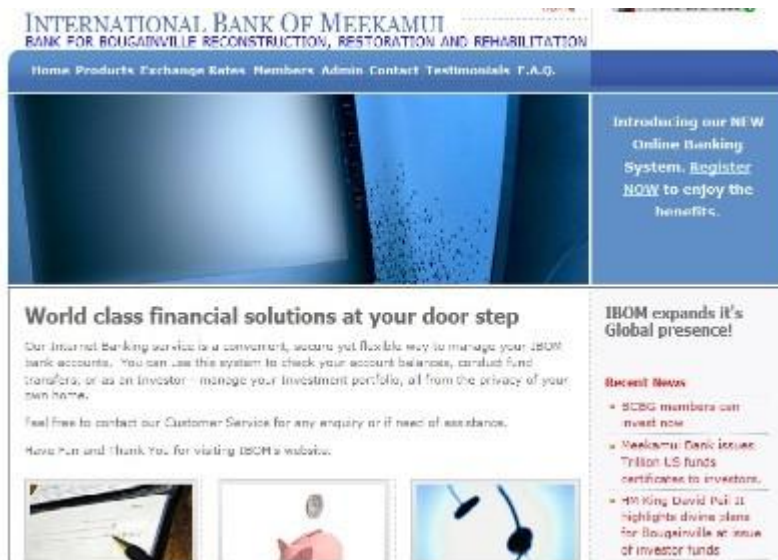 INTERNATIONAL BANK OF MEEKAMUI
BANK FOR BOUGAINVILLE RECONSTRUCTION, RESTORATION AND REHABILITATION
Home Products Exchange Rates Members Admin Contact Testimonials F.A.Q.
Introducing our NEW
Online Banking
System. Register
NOW to enjoy the
benefits.
World class financial solutions at your door step
Our Internet Banking service is a convenient, secure yet flexible way to manage your IBOM
bank accounts. You can use this system to check your account balances, conduct fund
transfers, or as an Investor - manage your Investment portfolio, all from the privacy of your
own home.
Feel free to contact our Customer Service for any enquiry or if need of assistance.
Have Fun and Thank You for visiting IBOM's website.
IBOM expands it's
Global presence!
Recent News
BCBG members can
invest now
Meekamui Bank issues
Trillion US funds
certificates to investors.
HM King David Peii II
highlights divine plans
for Bougainville at issue
of investor funds